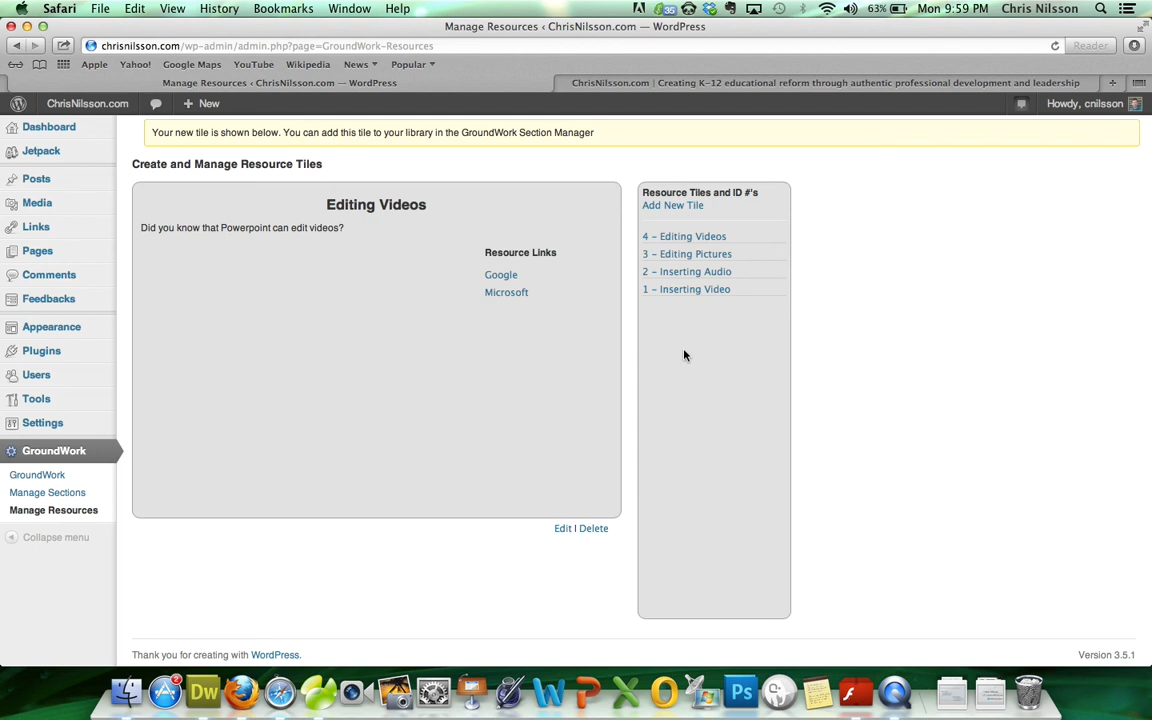 Safari File Edit View History Bookmarks Window Help 35 63% Mon 9:59 PM Chris Nilsson
Manage Resources ‹ ChrisNilsson.com — WordPress
chrisnilsson.com/wp-admin/admin.php?page=GroundWork-Resources Reader
Apple Yahoo! Google Maps YouTube Wikipedia News Popular
Manage Resources ‹ ChrisNilsson.com — WordPress ChrisNilsson.com | Creating K-12 educational reform through authentic professional development and leadership
ChrisNilsson.com + New Howdy, cnilsson
Dashboard
Jetpack
Posts
Media
Links
Pages
Comments
Feedbacks
Appearance
Plugins
Users
Tools
Settings
GroundWork
GroundWork
Manage Sections
Manage Resources
Collapse menu
Your new tile is shown below. You can add this tile to your library in the GroundWork Section Manager
Create and Manage Resource Tiles
Editing Videos
Did you know that Powerpoint can edit videos?
Resource Links
Google
Microsoft
Edit | Delete
Resource Tiles and ID #'s
Add New Tile
4 - Editing Videos
3 - Editing Pictures
2 - Inserting Audio
1 - Inserting Video
Thank you for creating with WordPress. Version 3.5.1
2 Dw W P X O Ps